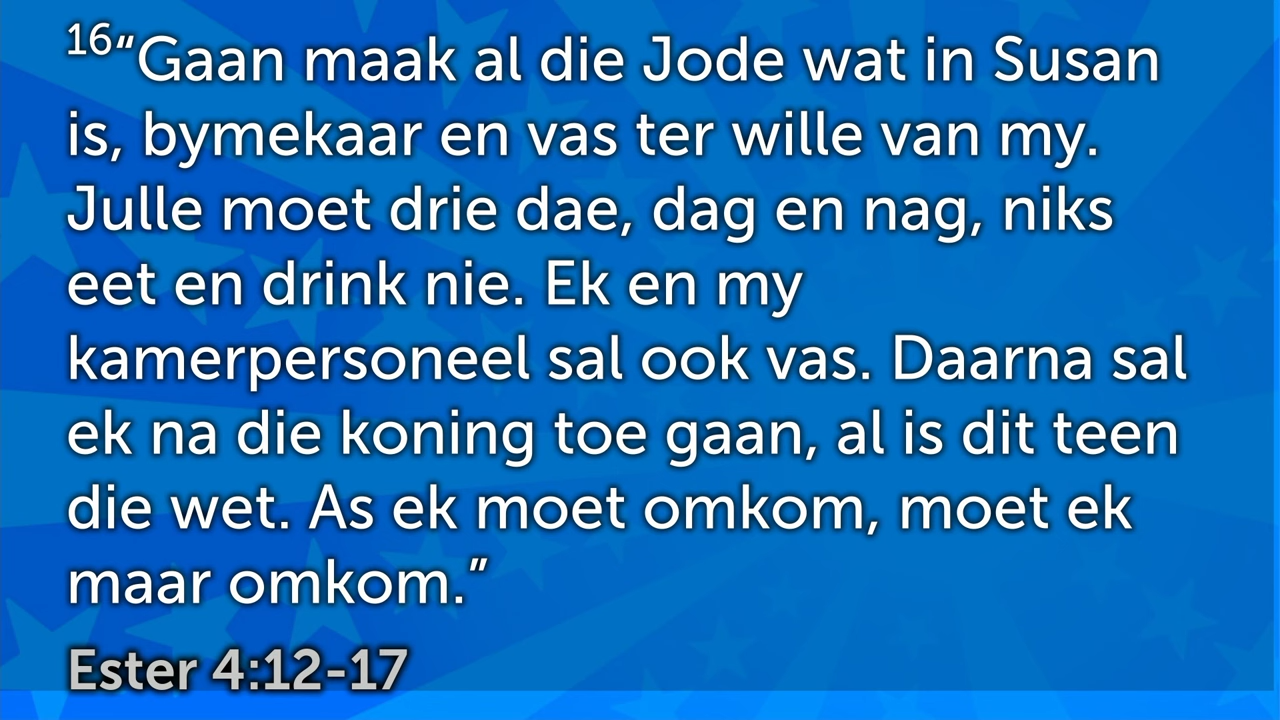 16“Gaan maak al die Jode wat in Susan
is, bymekaar en vas ter wille van my.
Julle moet drie dae, dag en nag, niks
eet en drink nie. Ek en my
kamerpersoneel sal ook vas. Daarna sal
ek na die koning toe gaan, al is dit teen
die wet. As ek moet omkom, moet ek
maar omkom.”
Ester 4:12-17